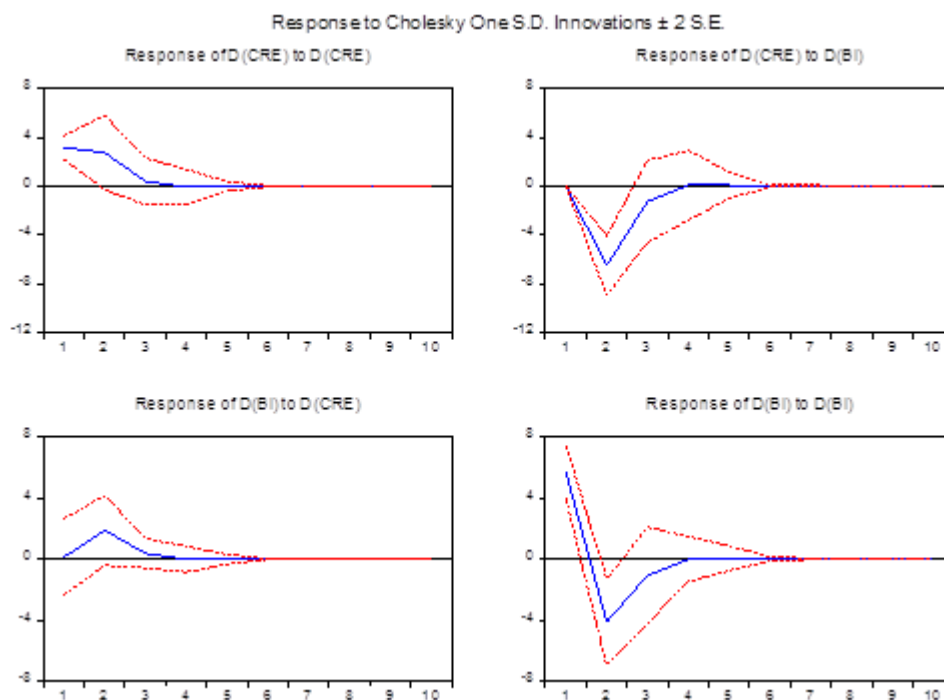 Response to Cholesky One S.D. Innovations ± 2 S.E.
Response of D(CRE) to D(CRE)
8
4
0
-4
-8
-12
1 2 3 4 5 6 7 8 9 10
Response of D(CRE) to D(BI)
8
4
0
-4
-8
-12
1 2 3 4 5 6 7 8 9 10
Response of D(BI) to D(CRE)
8
4
0
-4
-8
1 2 3 4 5 6 7 8 9 10
Response of D(BI) to D(BI)
8
4
0
-4
-8
1 2 3 4 5 6 7 8 9 10